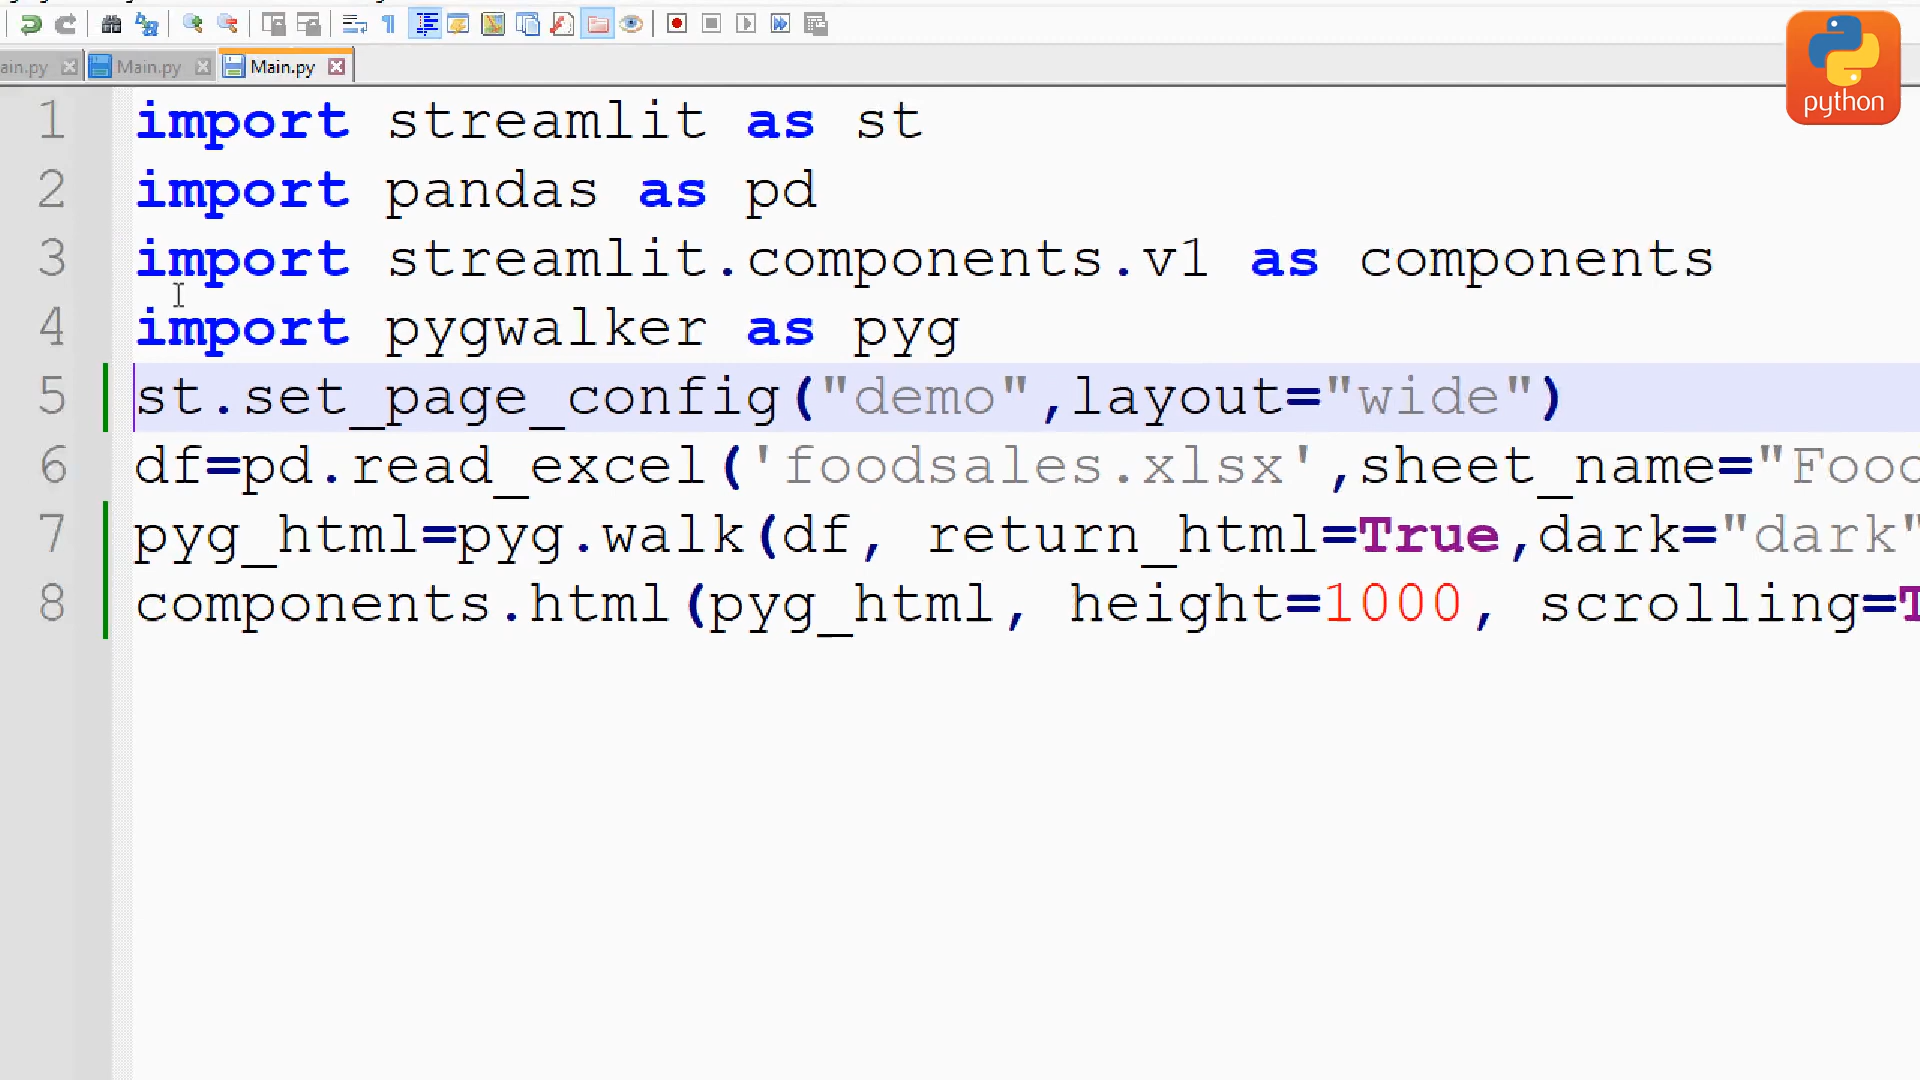 ain.py Main.py Main.py
python
1 import streamlit as st
2 import pandas as pd
3 import streamlit.components.v1 as components
4 import pygwalker as pyg
5 st.set_page_config("demo",layout="wide")
6 df=pd.read_excel('foodsales.xlsx',sheet_name="Food
7 pyg_html=pyg.walk(df, return_html=True,dark="dark"
8 components.html(pyg_html, height=1000, scrolling=T